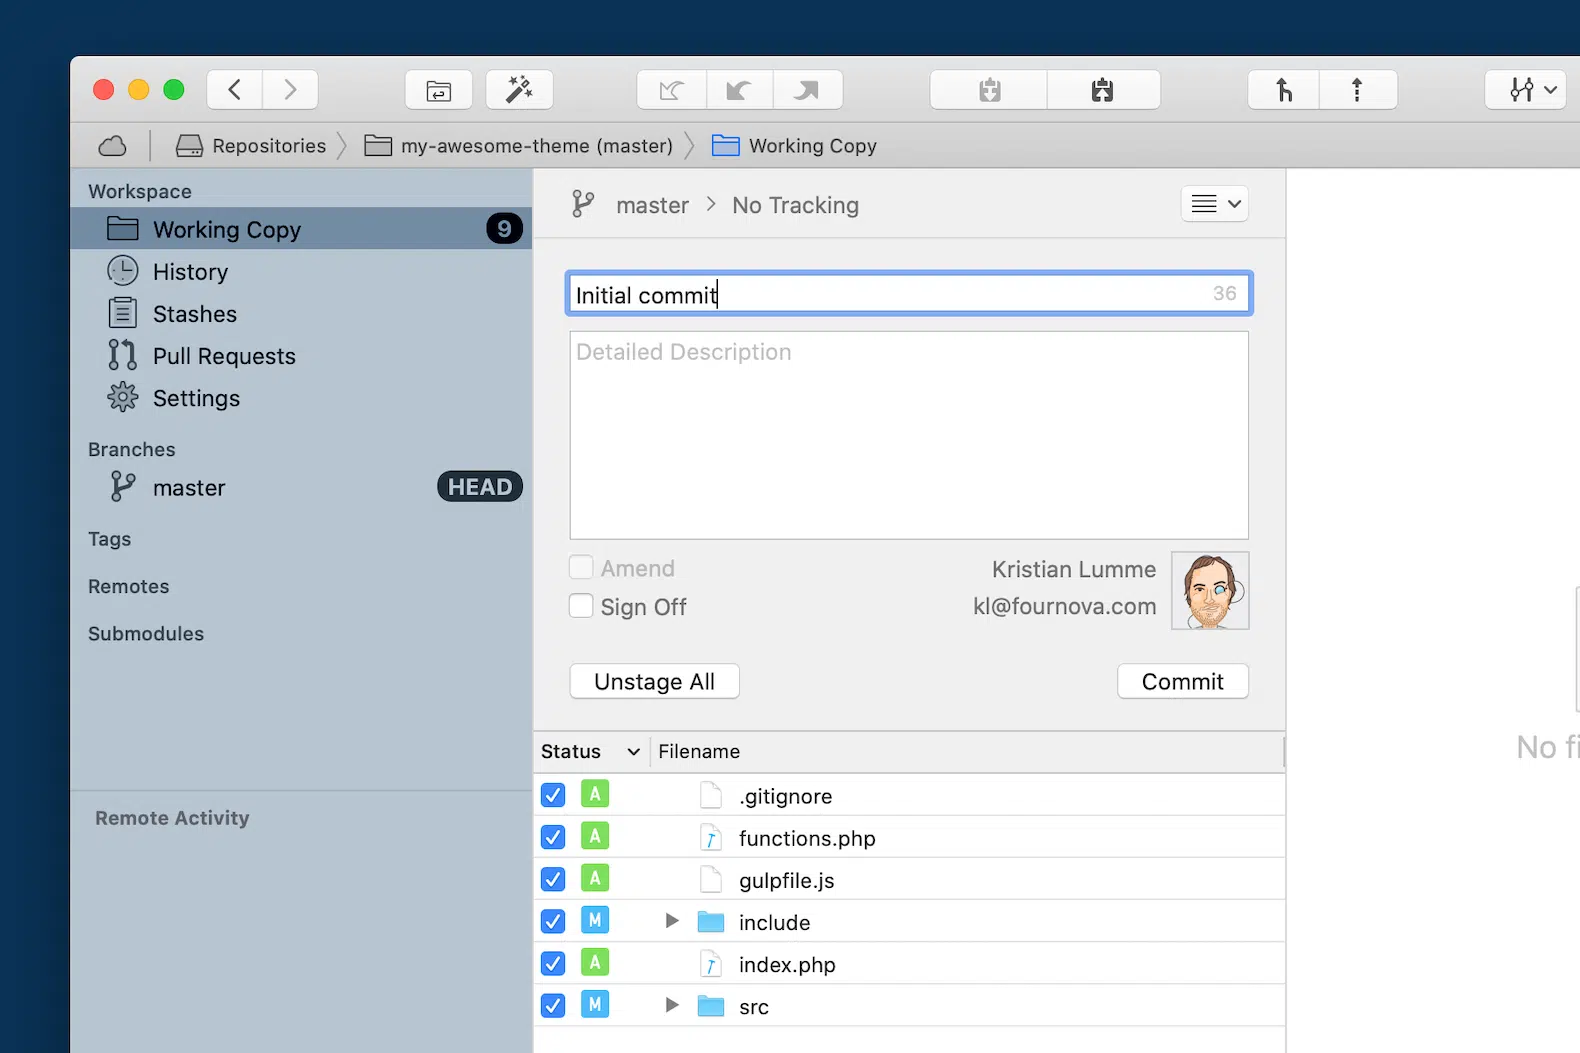 Repositories my-awesome-theme (master) Working Copy
Workspace
Working Copy 9
History
Stashes
Pull Requests
Settings
Branches
master HEAD
Tags
Remotes
Submodules
Remote Activity
master > No Tracking
Initial commit 36
Detailed Description
Amend
Sign Off
Kristian Lumme
kl@fournova.com
Unstage All Commit
Status Filename
A .gitignore
A functions.php
A gulpfile.js
M include
A index.php
M src
No fi